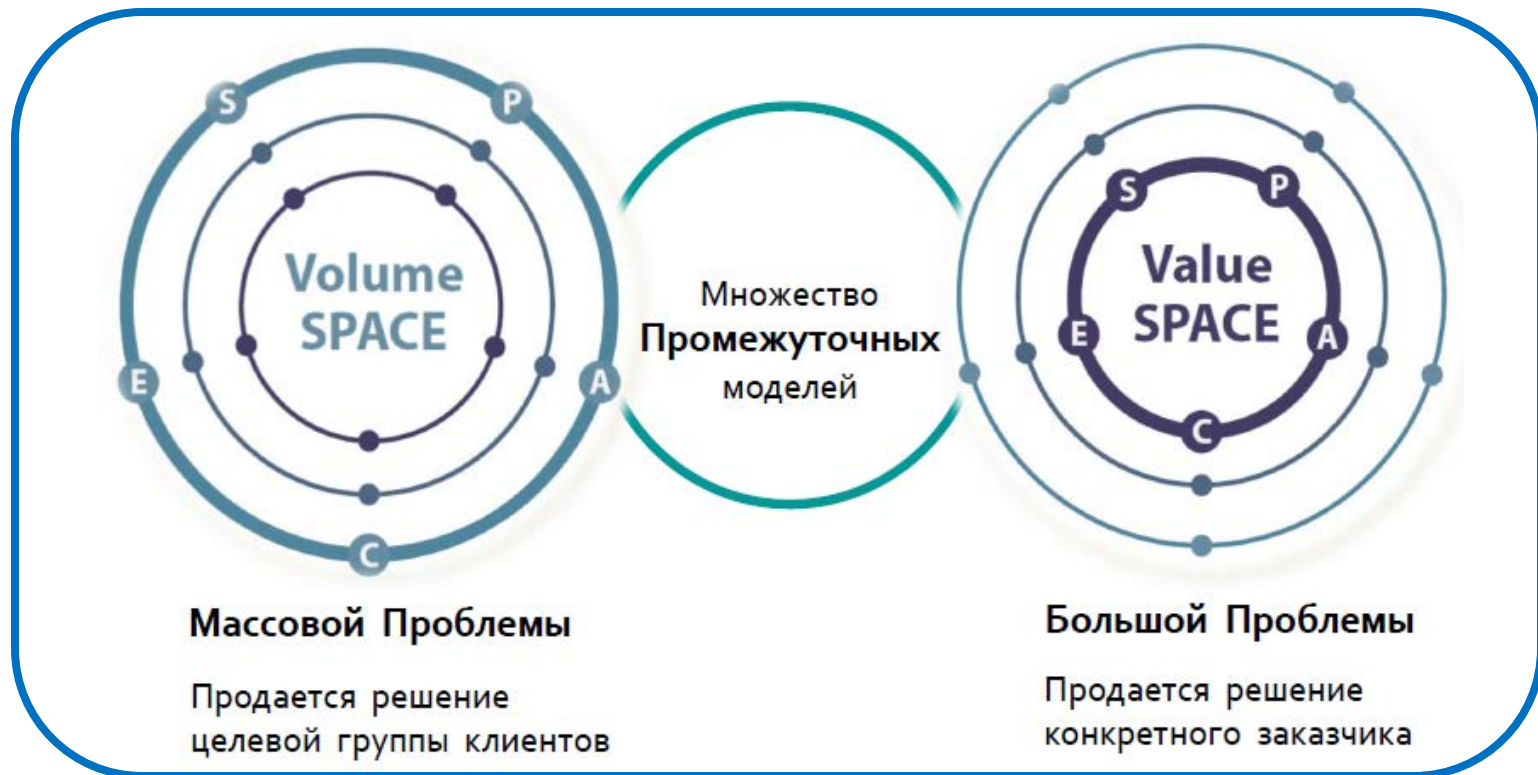 S
P
E
A
C
Volume
SPACE
Множество
Промежуточных
моделей
S
P
E
A
C
Value
SPACE
Массовой Проблемы
Продается решение
целевой группы клиентов
Большой Проблемы
Продается решение
конкретного заказчика